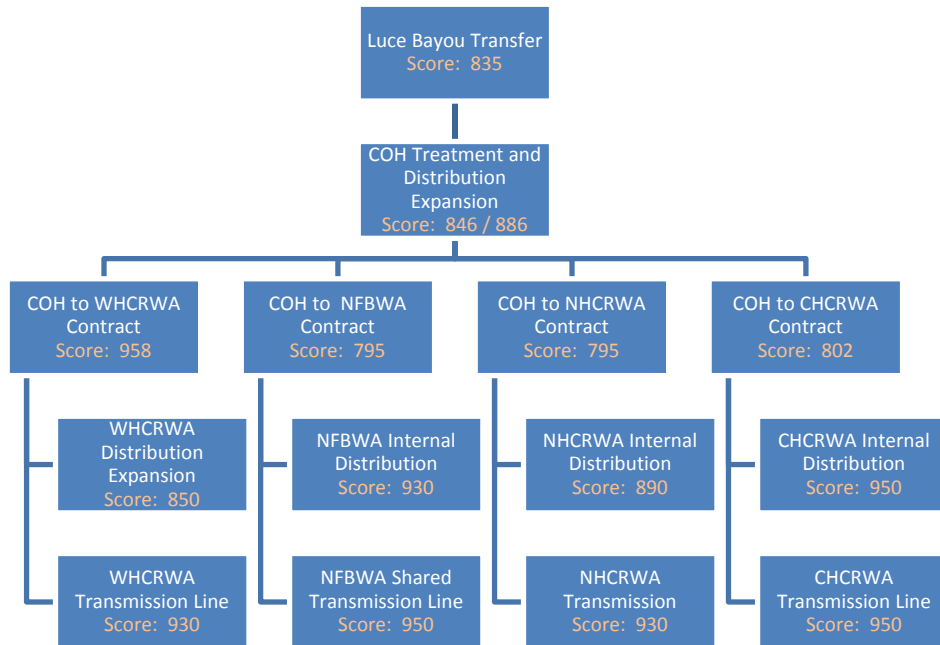 Luce Bayou Transfer
Score: 835
COH Treatment and
Distribution
Expansion
Score: 846 / 886
COH to WHCRWA
Contract
Score: 958
COH to NFBWA
Contract
Score: 795
COH to NHCRWA
Contract
Score: 795
COH to CHCRWA
Contract
Score: 802
WHCRWA
Distribution
Expansion
Score: 850
NFBWA Internal
Distribution
Score: 930
NHCRWA Internal
Distribution
Score: 890
CHCRWA Internal
Distribution
Score: 950
WHCRWA
Transmission Line
Score: 930
NFBWA Shared
Transmission Line
Score: 950
NHCRWA
Transmission
Score: 930
CHCRWA
Transmission Line
Score: 950